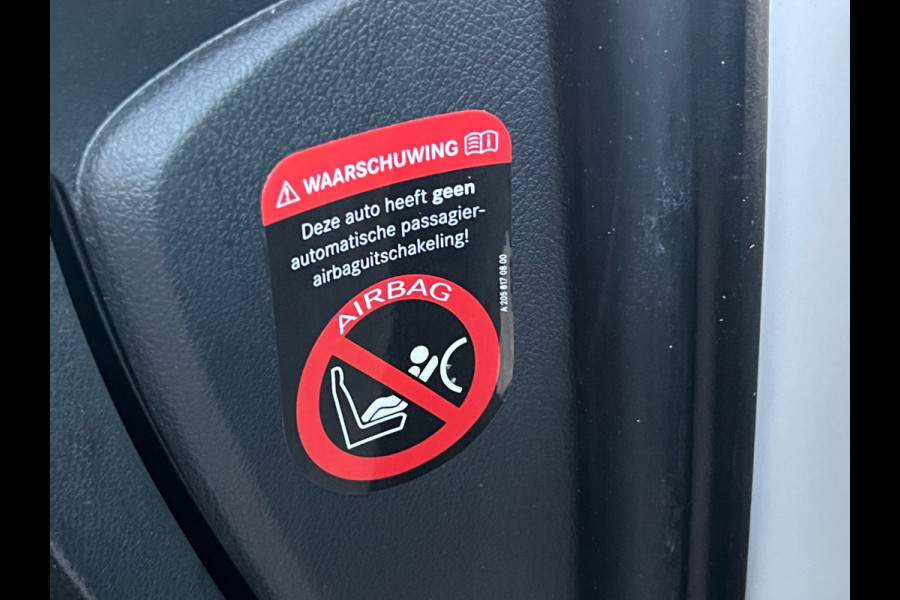 WAARSCHUWING
Deze auto heeft geen
automatische passagier-
airbaguitschakeling!
AIRBAG
A 205 817 08 00